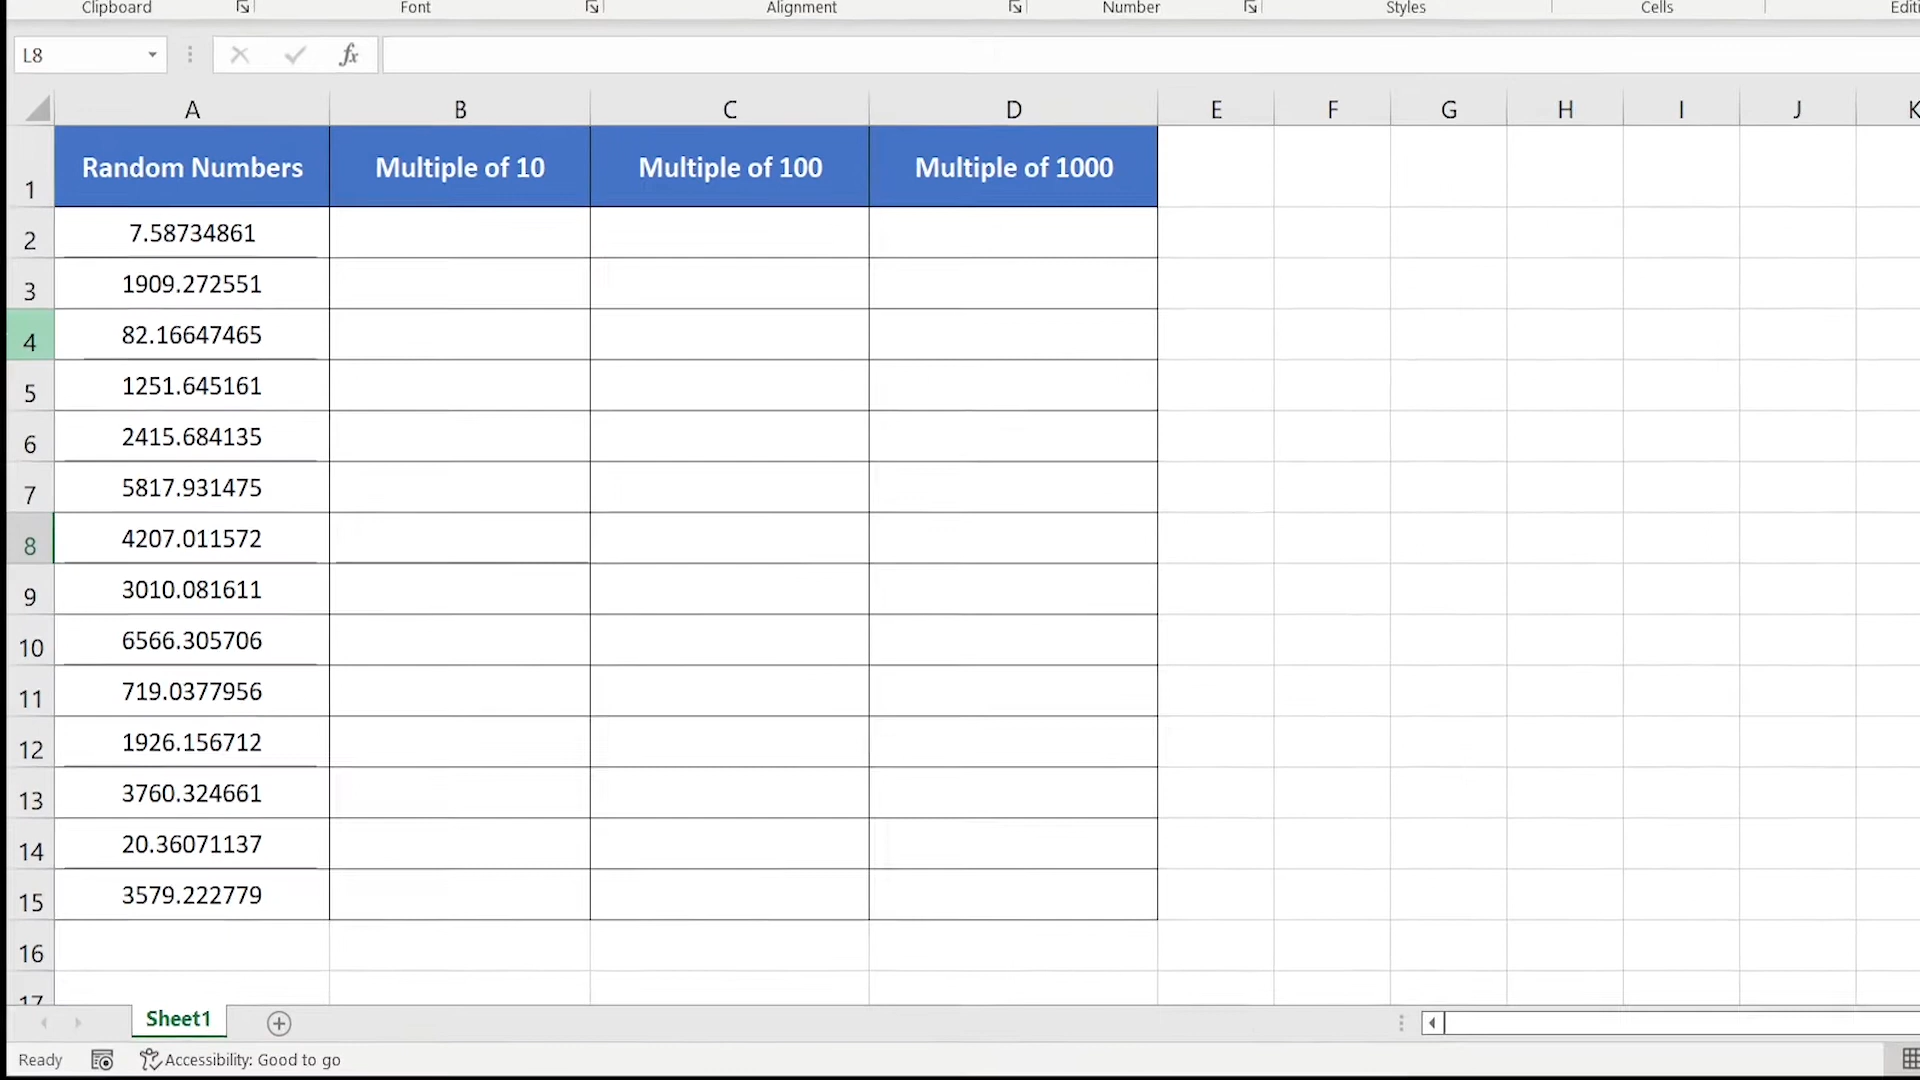 Clipboard Font Alignment Number Styles Cells
L8 fx
A B C D E F G H I J K
1 Random Numbers Multiple of 10 Multiple of 100 Multiple of 1000
2 7.58734861
3 1909.272551
4 82.16647465
5 1251.645161
6 2415.684135
7 5817.931475
8 4207.011572
9 3010.081611
10 6566.305706
11 719.0377956
12 1926.156712
13 3760.324661
14 20.36071137
15 3579.222779
16
17
Sheet1
Ready Accessibility: Good to go